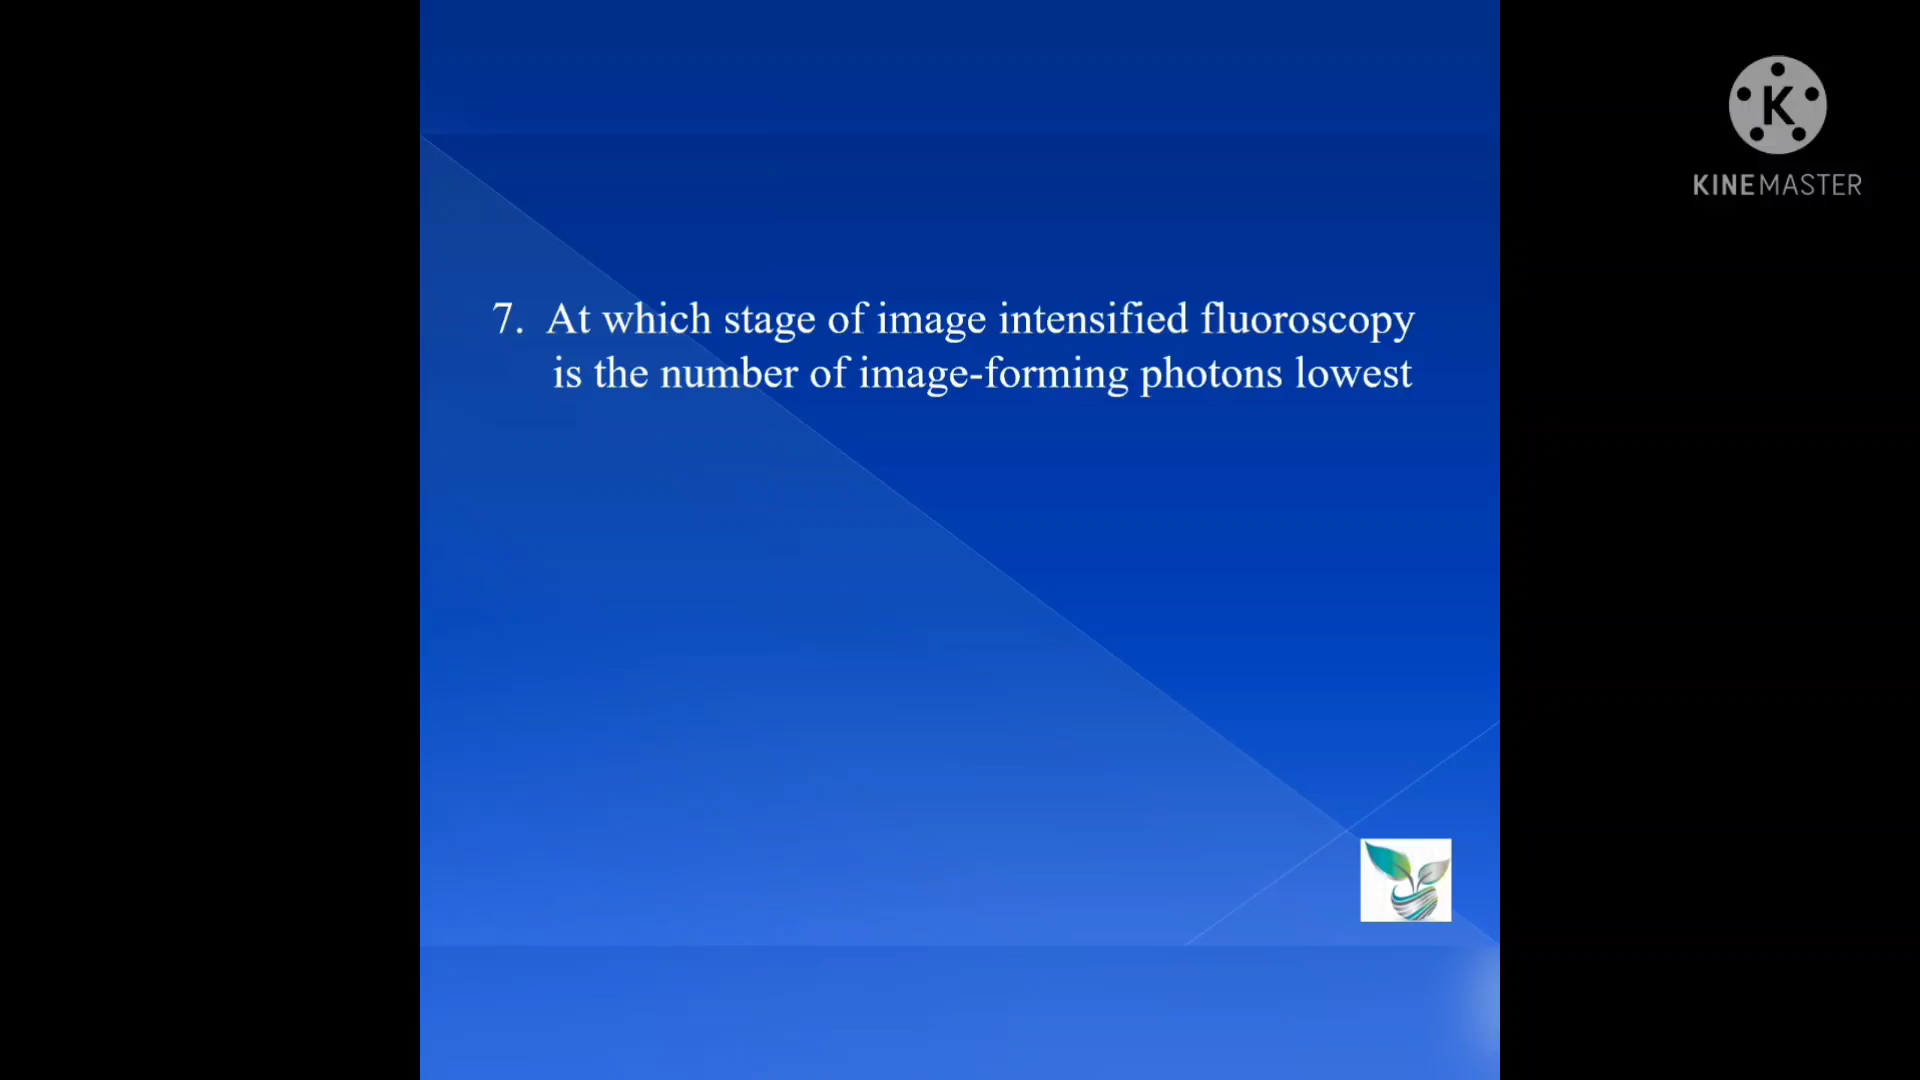 7. At which stage of image intensified fluoroscopy
is the number of image-forming photons lowest
K
KINEMASTER